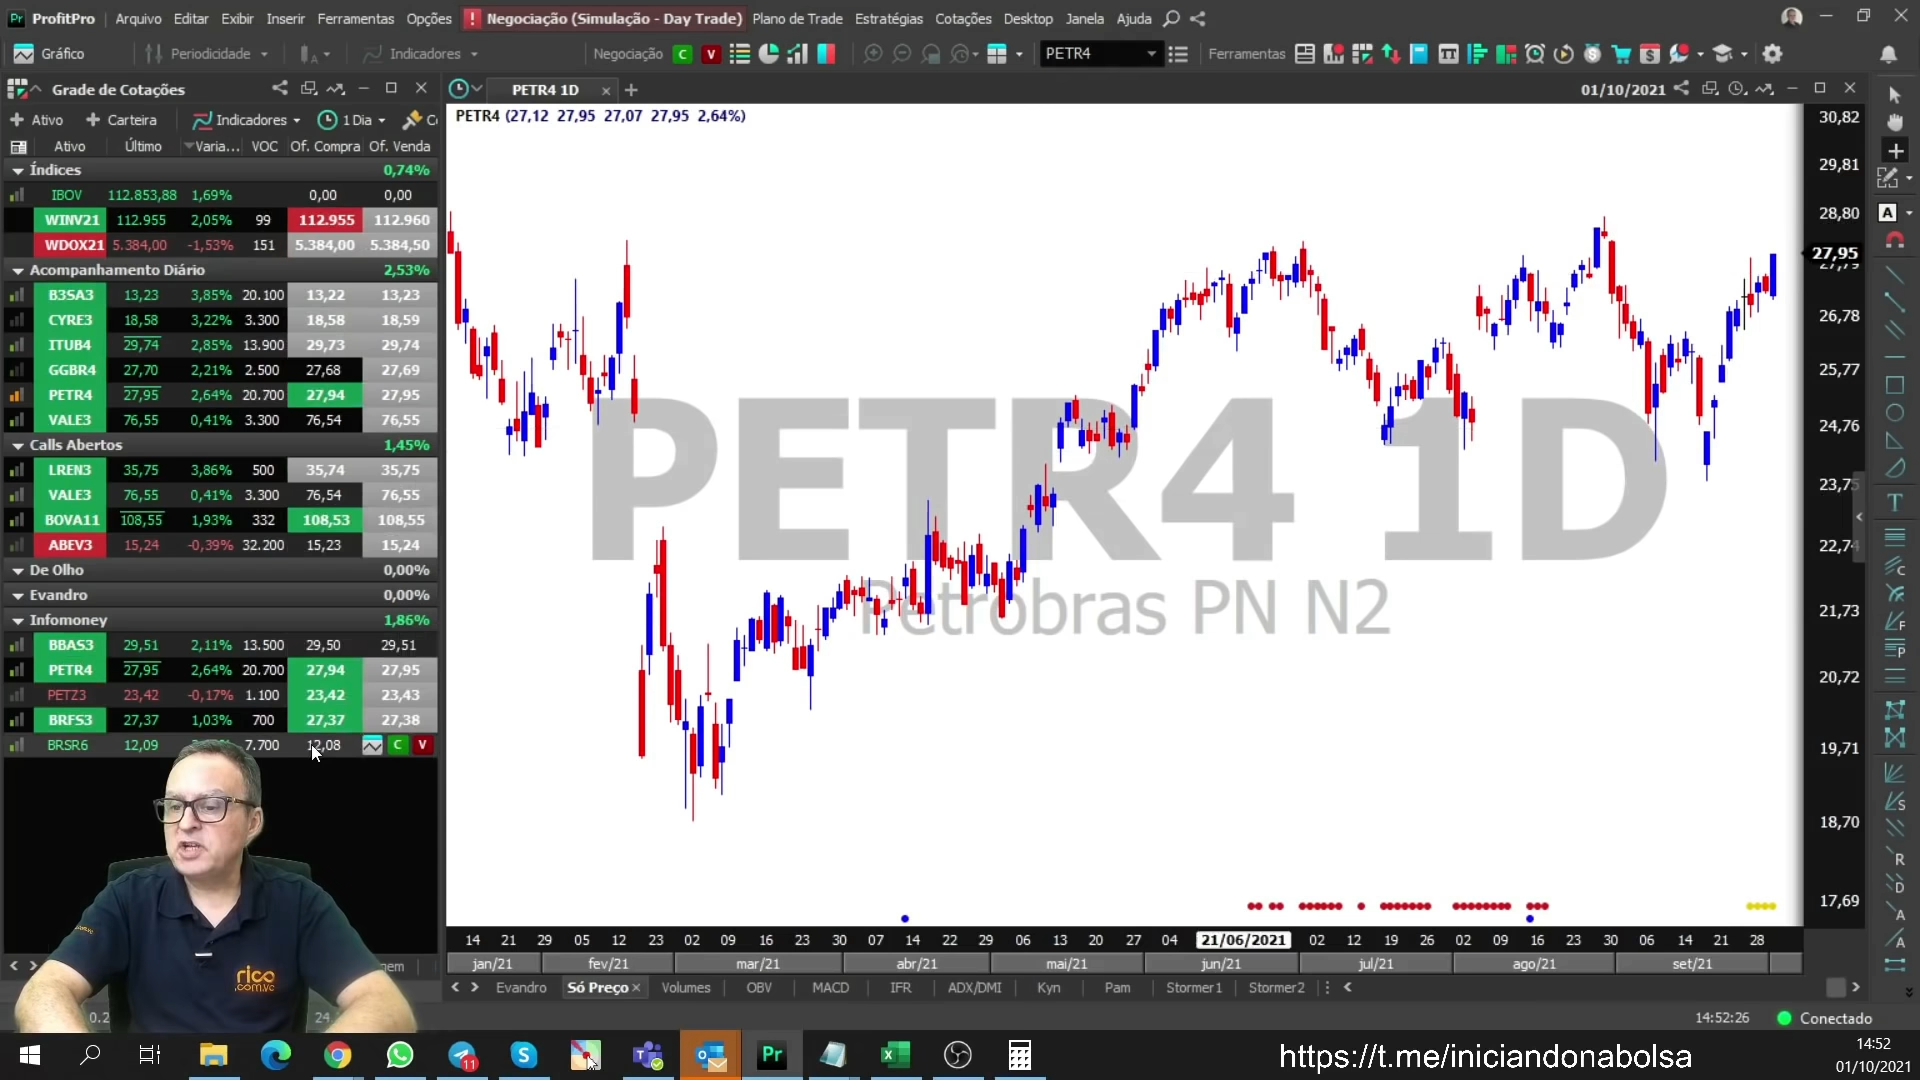 ProfitPro Arquivo Editar Exibir Inserir Ferramentas Opções ! Negociação (Simulação - Day Trade) Plano de Trade Estratégias Cotações Desktop Janela Ajuda
Gráfico Periodicidade Indicadores Negociação C V PETR4 Ferramentas
Grade de Cotações
PETR4 1D
01/10/2021
Ativo Carteira Indicadores 1 Dia
PETR4 (27,12 27,95 27,07 27,95 2,64%)
Ativo Último Varia... VOC Of. Compra Of. Venda
Índices 0,74%
IBOV 112.853,88 1,69% 0,00 0,00
WINV21 112.955 2,05% 99 112.955 112.960
WDOX21 5.384,00 -1,53% 151 5.384,00 5.384,50
Acompanhamento Diário 2,53%
B3SA3 13,23 3,85% 20.100 13,22 13,23
CYRE3 18,58 3,22% 3.300 18,58 18,59
ITUB4 29,74 2,85% 13.900 29,73 29,74
GGBR4 27,70 2,21% 2.500 27,68 27,69
PETR4 27,95 2,64% 20.700 27,94 27,95
VALE3 76,55 0,41% 3.300 76,54 76,55
Calls Abertos 1,45%
LREN3 35,75 3,86% 500 35,74 35,75
VALE3 76,55 0,41% 3.300 76,54 76,55
BOVA11 108,55 1,93% 332 108,53 108,55
ABEV3 15,24 -0,39% 32.200 15,23 15,24
De Olho 0,00%
Evandro 0,00%
Infomoney 1,86%
BBAS3 29,51 2,11% 13.500 29,50 29,51
PETR4 27,95 2,64% 20.700 27,94 27,95
PETZ3 23,42 -0,17% 1.100 23,42 23,43
BRFS3 27,37 1,03% 700 27,37 27,38
BRSR6 12,09 7.700 12,08 C V
PETR4 1D
Petrobras PN N2
30,82
29,81
28,80
27,95
26,78
25,77
24,76
23,75
22,74
21,73
20,72
19,71
18,70
17,69
14 21 29 05 12 23 02 09 16 23 30 07 14 22 29 06 13 20 27 04 21/06/2021 02 12 19 26 02 09 16 23 30 06 14 21 28
jan/21 fev/21 mar/21 abr/21 mai/21 jun/21 jul/21 ago/21 set/21
Evandro Só Preço Volumes OBV MACD IFR ADX/DMI Kyn Pam Stormer1 Stormer2
rico
.com.vc
14:52:26 Conectado
11
Pr
https://t.me/iniciandonabolsa
14:52
01/10/2021